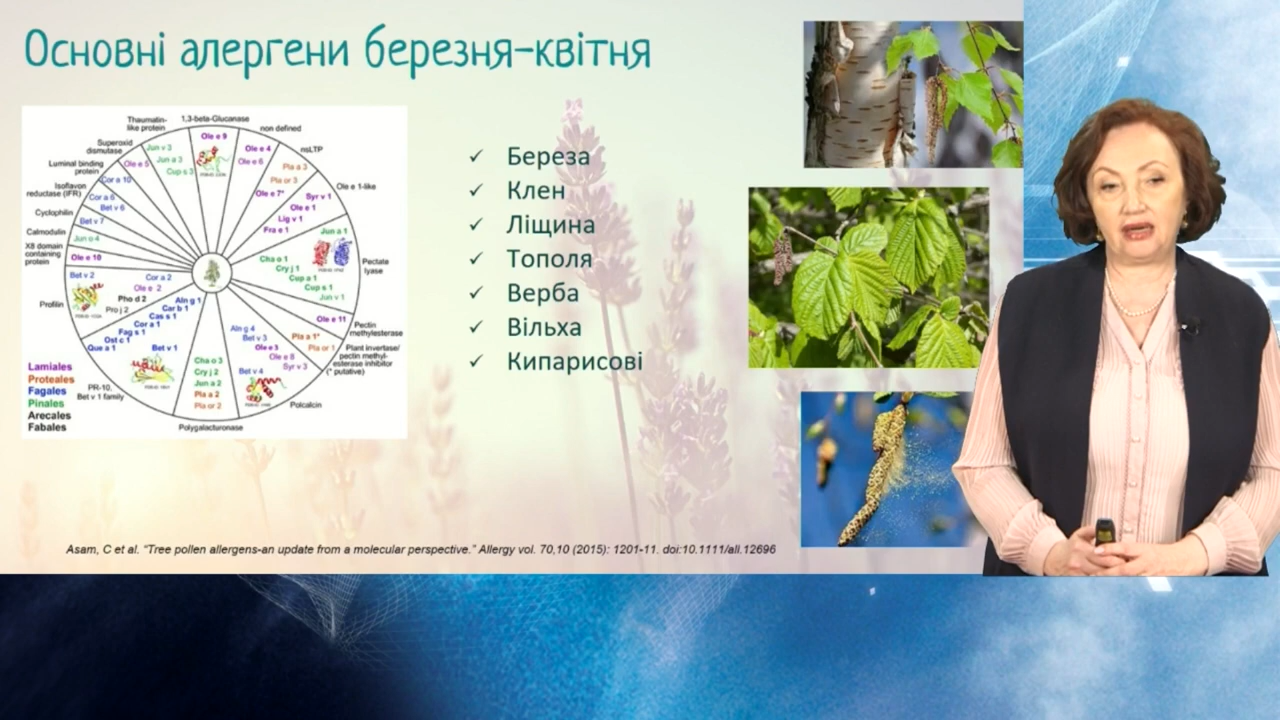 Основні алергени березня-квітня
Thaumatin-
like protein
1,3-beta-Glucanase
non defined
nsLTP
Ole e 1-like
Pectate
lyase
Pectin
methylesterase
Plant invertase/
pectin methyl-
esterase inhibitor
(* putative)
Polcalcin
Polygalacturonase
PR-10,
Bet v 1 family
Profilin
X8 domain
containing
protein
Calmodulin
Cyclophilin
Isoflavon
reductase (IFR)
Luminal binding
protein
Superoxid
dismutase
Ole e 9
Ole e 4
Ole e 6
Pla a 3
Pla or 3
Ole e 7*
Syr v 1
Ole e 1
Lig v 1
Fra e 1
Jun a 1
Cha o 1
Cry j 1
Cup a 1
Cup s 1
Jun v 1
Ole e 11
Pla a 1*
Pla or 1
Aln g 4
Bet v 3
Ole e 3
Ole e 8
Syr v 3
Bet v 4
Cha o 3
Cry j 2
Jun a 2
Pla a 2
Pla or 2
Aln g 1
Car b 1
Cas s 1
Cor a 1
Fag s 1
Ost c 1
Que a 1
Bet v 1
Bet v 2
Cor a 2
Ole e 2
Pho d 2
Pro j 2
Ole e 10
Jun o 4
Bet v 7
Cor a 6
Bet v 6
Cor a 10
Ole e 5
Jun v 3
Jun a 3
Cup s 3
Lamiales
Proteales
Fagales
Pinales
Arecales
Fabales
✓ Береза
✓ Клен
✓ Ліщина
✓ Тополя
✓ Верба
✓ Вільха
✓ Кипарисові
Asam, C et al. “Tree pollen allergens-an update from a molecular perspective.” Allergy vol. 70,10 (2015): 1201-11. doi:10.1111/all.12696